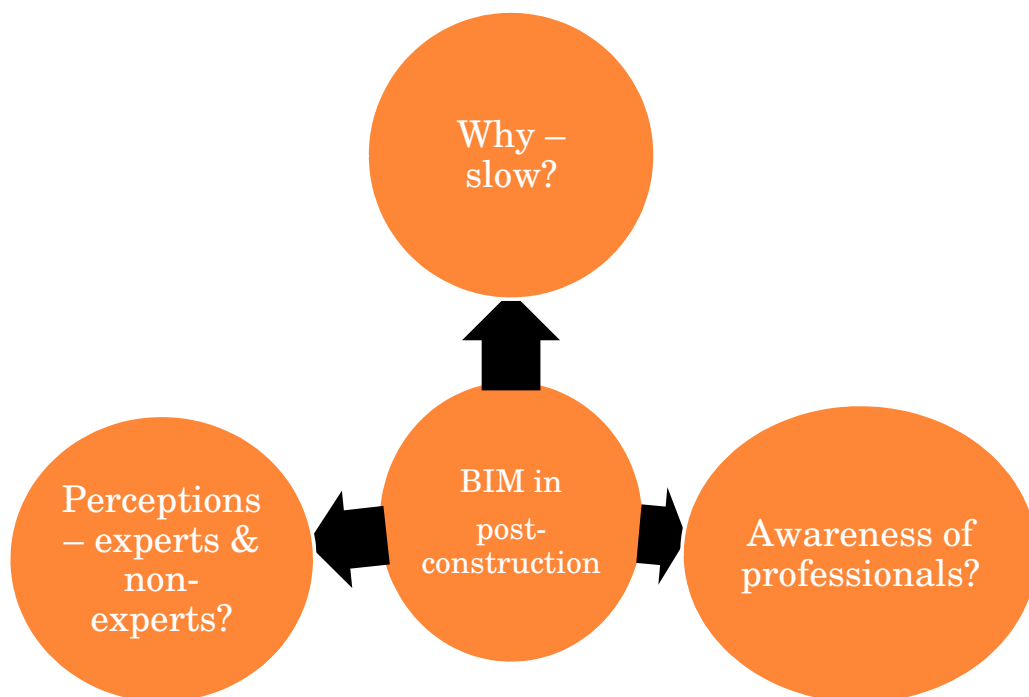 Why –
slow?
Perceptions
– experts &
non-
experts?
BIM in
post-
construction
Awareness of
professionals?